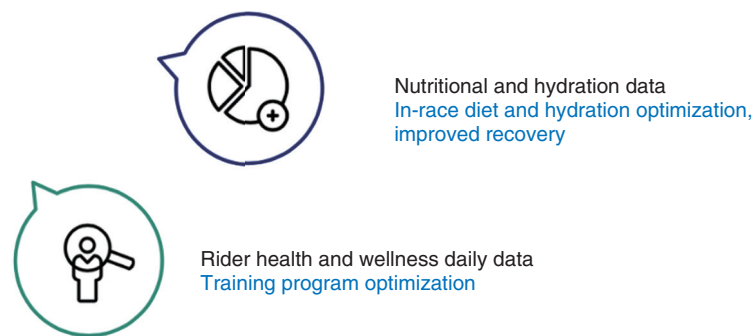 Nutritional and hydration data
In-race diet and hydration optimization,
improved recovery
Rider health and wellness daily data
Training program optimization